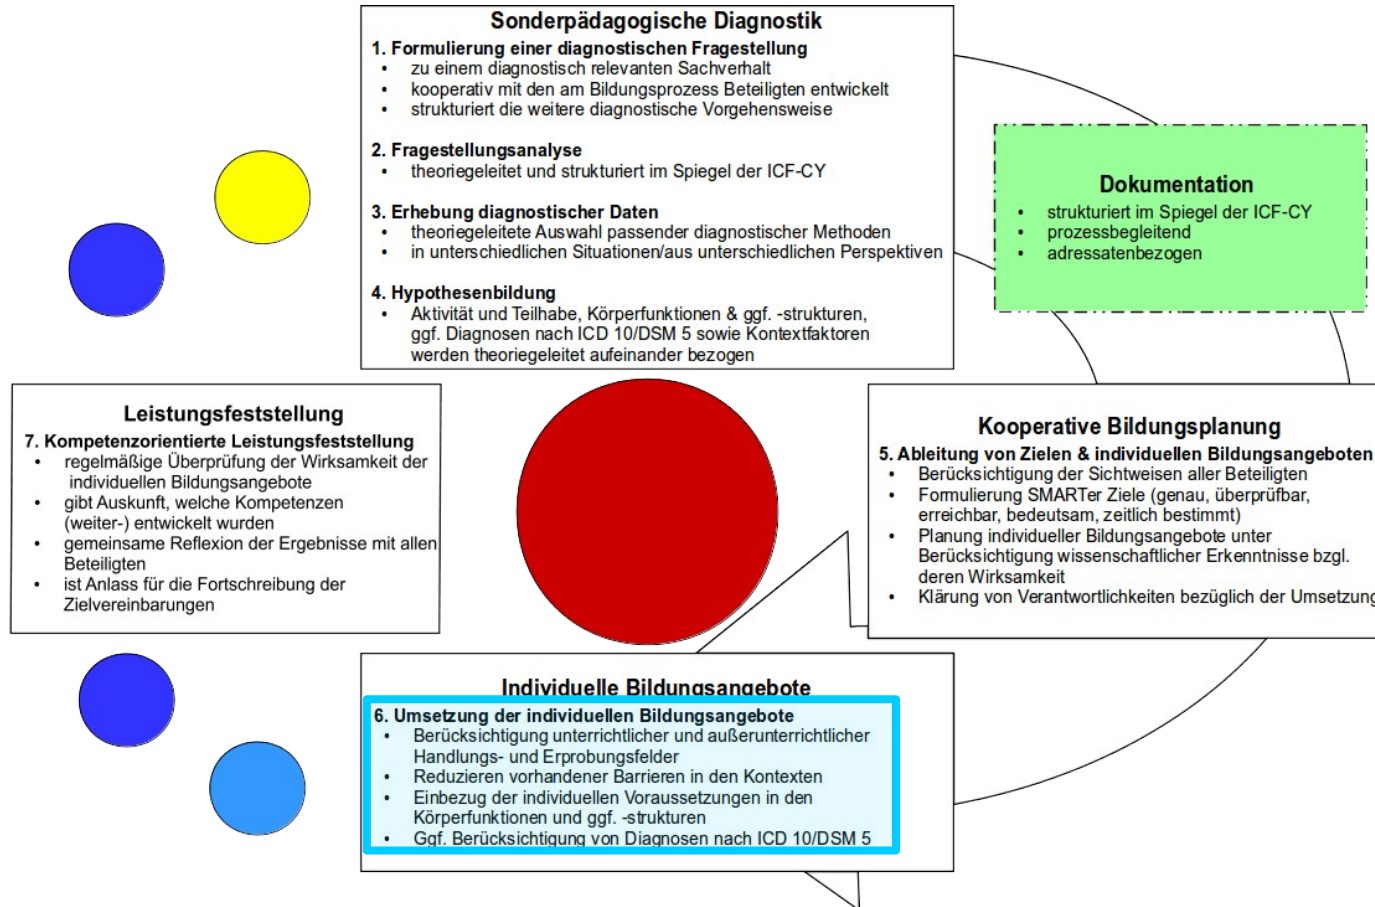 Sonderpädagogische Diagnostik
1. Formulierung einer diagnostischen Fragestellung
• zu einem diagnostisch relevanten Sachverhalt
• kooperativ mit den am Bildungsprozess Beteiligten entwickelt
• strukturiert die weitere diagnostische Vorgehensweise
2. Fragestellungsanalyse
• theoriegeleitet und strukturiert im Spiegel der ICF-CY
3. Erhebung diagnostischer Daten
• theoriegeleitete Auswahl passender diagnostischer Methoden
• in unterschiedlichen Situationen/aus unterschiedlichen Perspektiven
4. Hypothesenbildung
• Aktivität und Teilhabe, Körperfunktionen & ggf. -strukturen,
ggf. Diagnosen nach ICD 10/DSM 5 sowie Kontextfaktoren
werden theoriegeleitet aufeinander bezogen
Dokumentation
• strukturiert im Spiegel der ICF-CY
• prozessbegleitend
• adressatenbezogen
Leistungsfeststellung
7. Kompetenzorientierte Leistungsfeststellung
• regelmäßige Überprüfung der Wirksamkeit der
individuellen Bildungsangebote
• gibt Auskunft, welche Kompetenzen
(weiter-) entwickelt wurden
• gemeinsame Reflexion der Ergebnisse mit allen
Beteiligten
• ist Anlass für die Fortschreibung der
Zielvereinbarungen
Kooperative Bildungsplanung
5. Ableitung von Zielen & individuellen Bildungsangeboten
• Berücksichtigung der Sichtweisen aller Beteiligten
• Formulierung SMARTer Ziele (genau, überprüfbar,
erreichbar, bedeutsam, zeitlich bestimmt)
• Planung individueller Bildungsangebote unter
Berücksichtigung wissenschaftlicher Erkenntnisse bzgl.
deren Wirksamkeit
• Klärung von Verantwortlichkeiten bezüglich der Umsetzung
Individuelle Bildungsangebote
6. Umsetzung der individuellen Bildungsangebote
• Berücksichtigung unterrichtlicher und außerunterrichtlicher
Handlungs- und Erprobungsfelder
• Reduzieren vorhandener Barrieren in den Kontexten
• Einbezug der individuellen Voraussetzungen in den
Körperfunktionen und ggf. -strukturen
• Ggf. Berücksichtigung von Diagnosen nach ICD 10/DSM 5